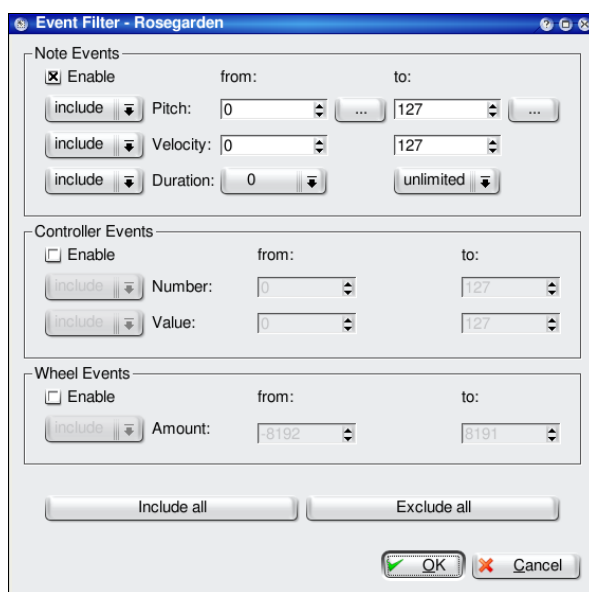 Event Filter - Rosegarden
Note Events
Enable from: to:
include Pitch: 0 ... 127 ...
include Velocity: 0 127
include Duration: 0 unlimited
Controller Events
Enable from: to:
include Number: 0 127
include Value: 0 127
Wheel Events
Enable from: to:
include Amount: -8192 8191
Include all Exclude all
OK Cancel